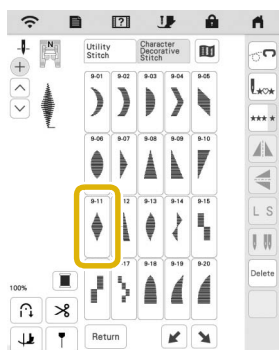 N
Utility
Stitch
Character
Decorative
Stitch
9-01 9-02 9-03 9-04 9-05
9-06 9-07 9-08 9-09 9-10
9-11 9-12 9-13 9-14 9-15
-17 9-18 9-19 9-20
L S
100%
Delete
Return